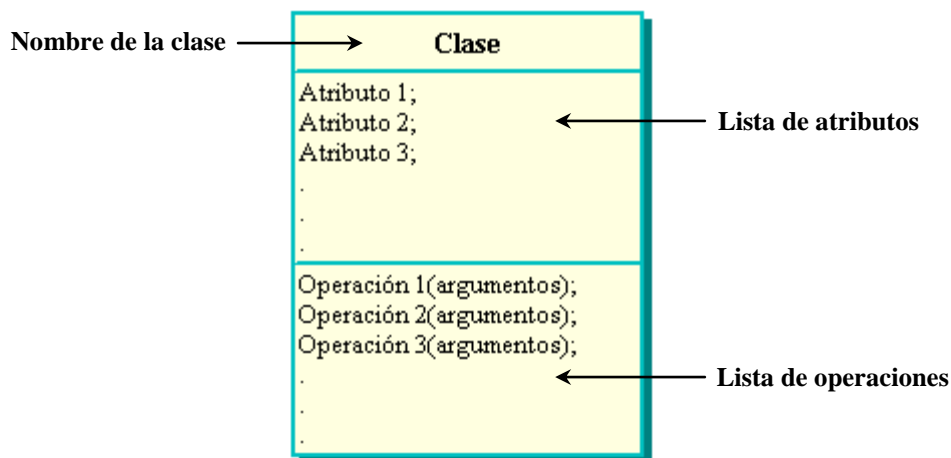 Nombre de la clase
Clase
Atributo 1;
Atributo 2;
Atributo 3;
.
.
.
Lista de atributos
Operación 1(argumentos);
Operación 2(argumentos);
Operación 3(argumentos);
.
.
.
Lista de operaciones